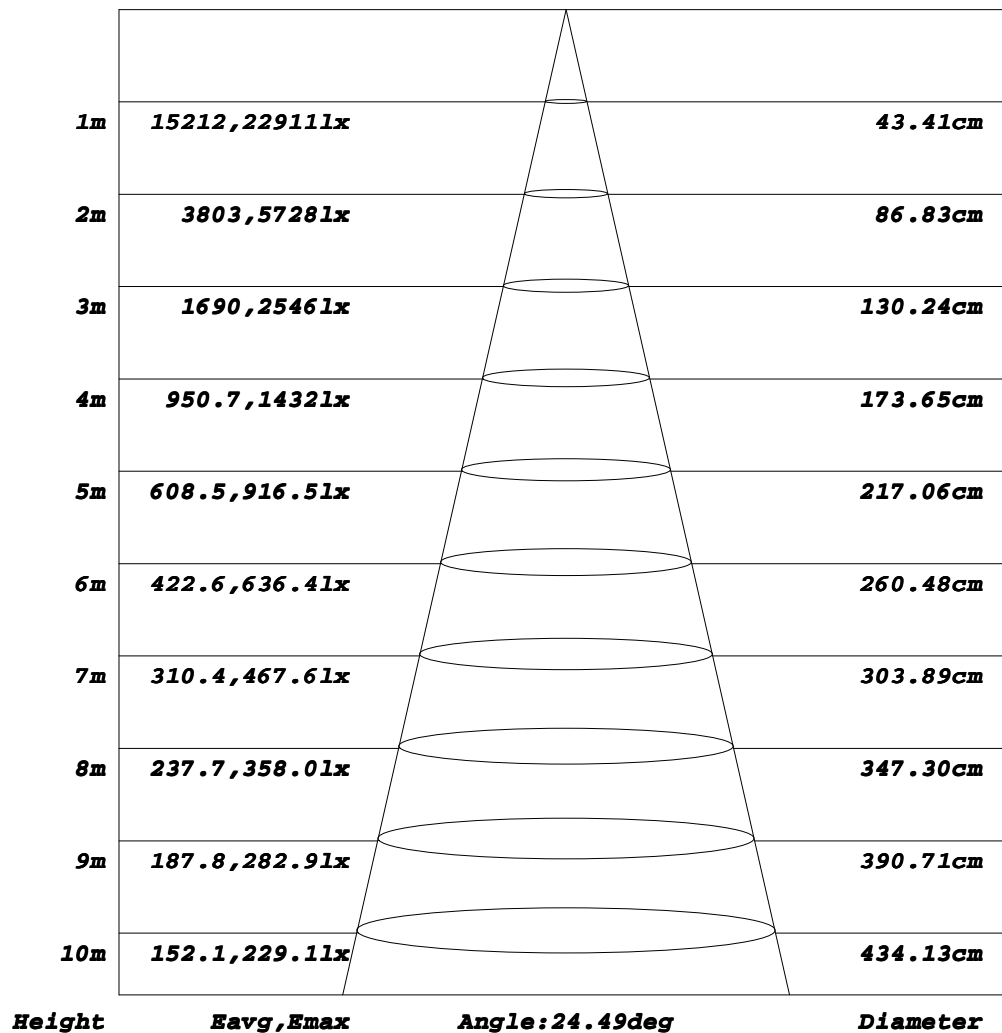 1m 15212,22911lx 43.41cm
2m 3803,5728lx 86.83cm
3m 1690,2546lx 130.24cm
4m 950.7,1432lx 173.65cm
5m 608.5,916.5lx 217.06cm
6m 422.6,636.4lx 260.48cm
7m 310.4,467.6lx 303.89cm
8m 237.7,358.0lx 347.30cm
9m 187.8,282.9lx 390.71cm
10m 152.1,229.1lx 434.13cm
Height Eavg,Emax Angle:24.49deg Diameter